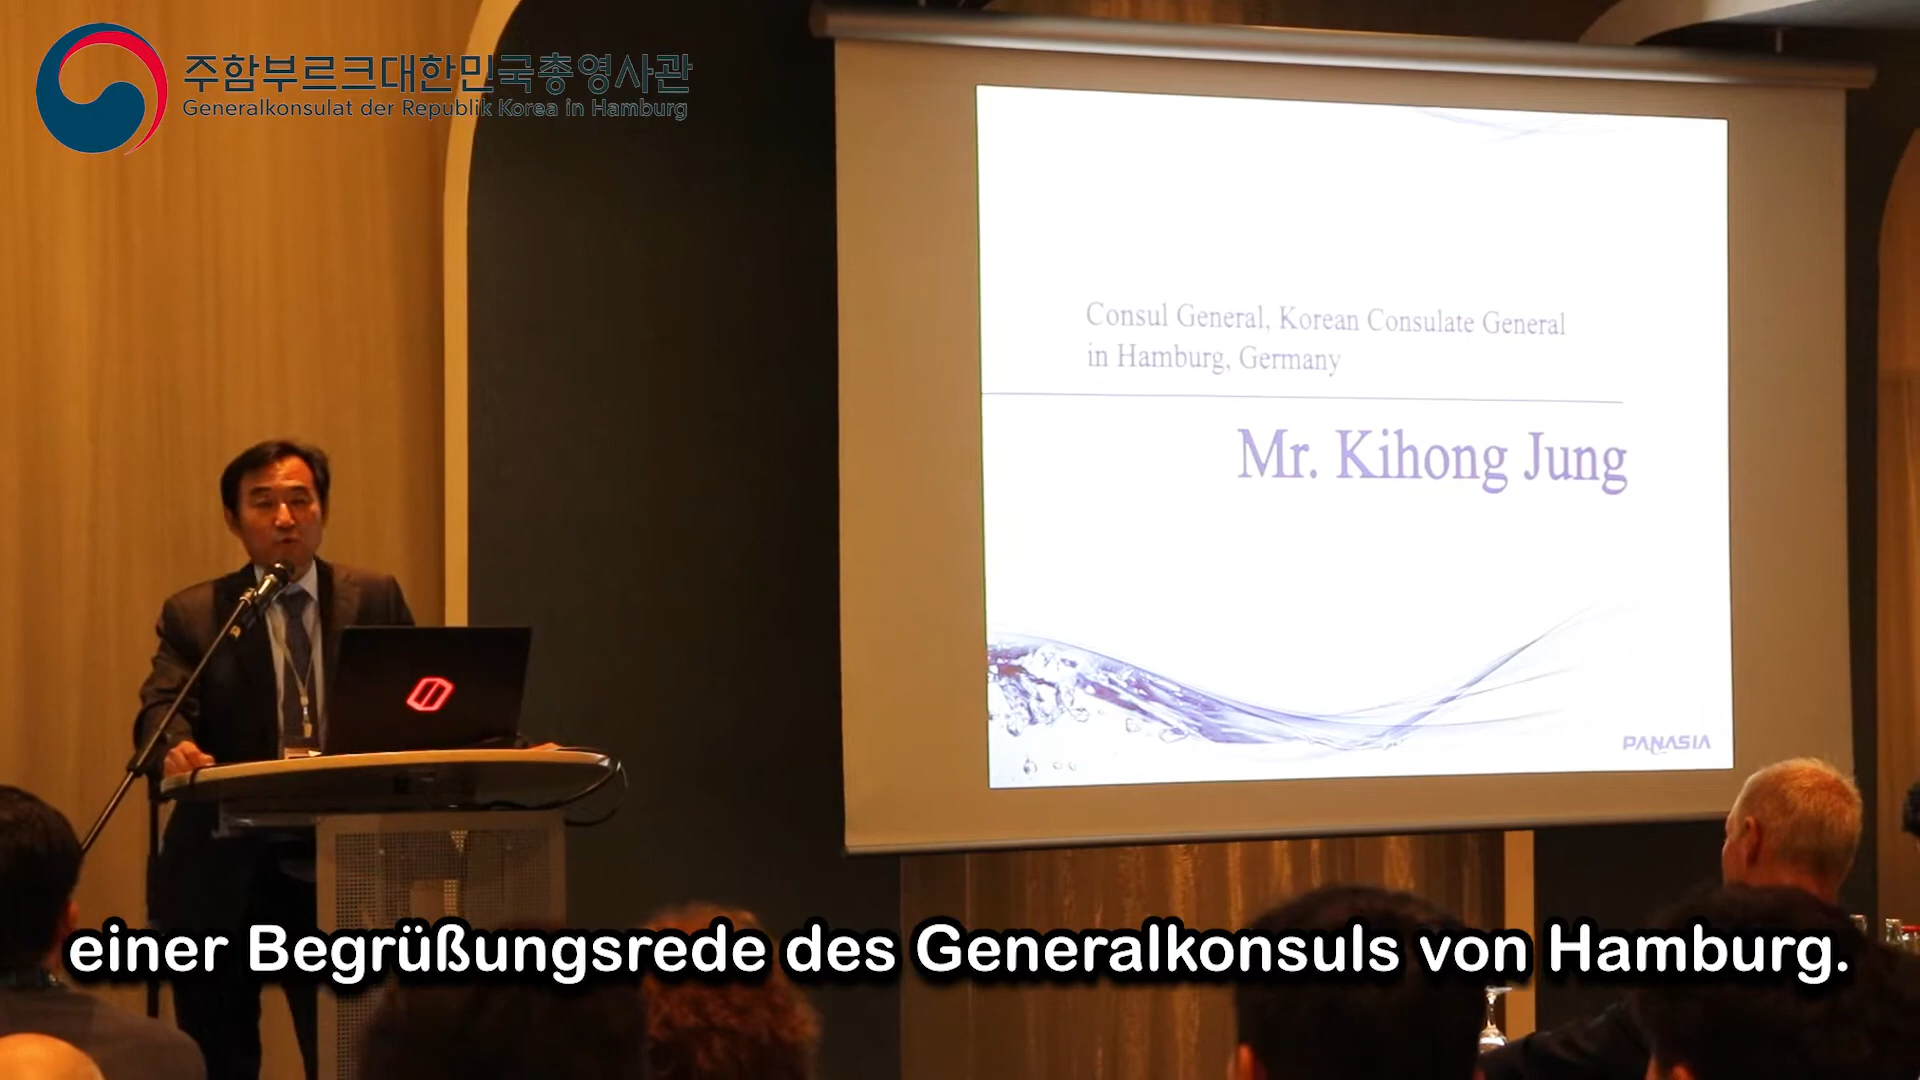 주함부르크대한민국총영사관
Generalkonsulat der Republik Korea in Hamburg
Consul General, Korean Consulate General
in Hamburg, Germany
Mr. Kihong Jung
PANASIA
einer Begrüßungsrede des Generalkonsuls von Hamburg.